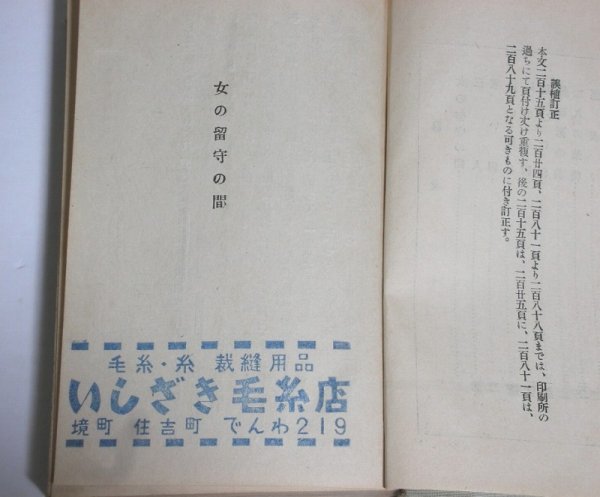 誤植訂正
本文二百十五頁より二百廿四頁、二百八十一頁より二百八十八頁までは、印刷所の
過ちにて頁付け丈け重複す、後の二百十五頁は、二百廿五頁に、二百八十一頁は、
二百八十九頁となる可きものに付き訂正す。
女の留守の間
毛糸・糸 裁縫用品
いしざき毛糸店
境町 住吉町 でんわ219